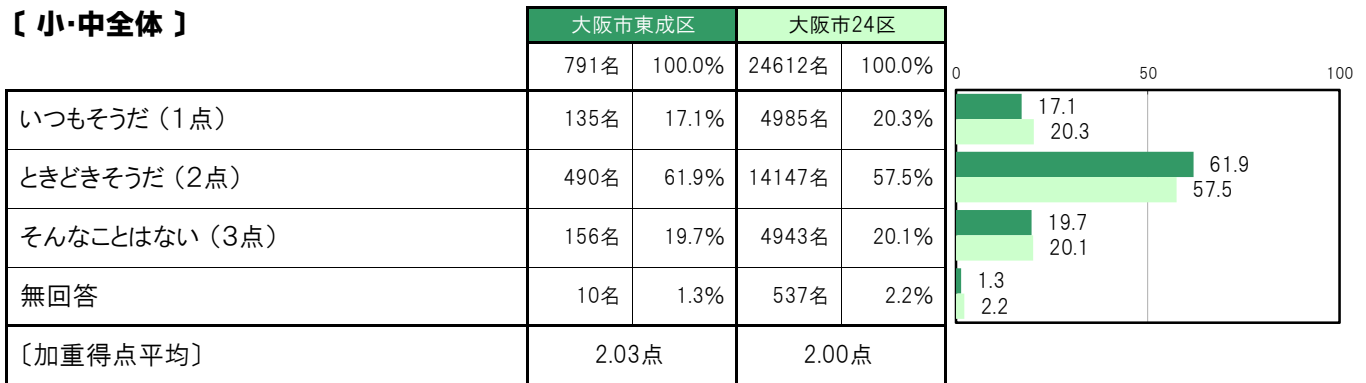 〔 小・中全体 〕
大阪市東成区 大阪市24区
791名 100.0% 24612名 100.0%
0 50 100
いつもそうだ（1点） 135名 17.1% 4985名 20.3%
17.1
20.3
ときどきそうだ（2点） 490名 61.9% 14147名 57.5%
61.9
57.5
そんなことはない（3点） 156名 19.7% 4943名 20.1%
19.7
20.1
無回答 10名 1.3% 537名 2.2%
1.3
2.2
〔加重得点平均〕 2.03点 2.00点